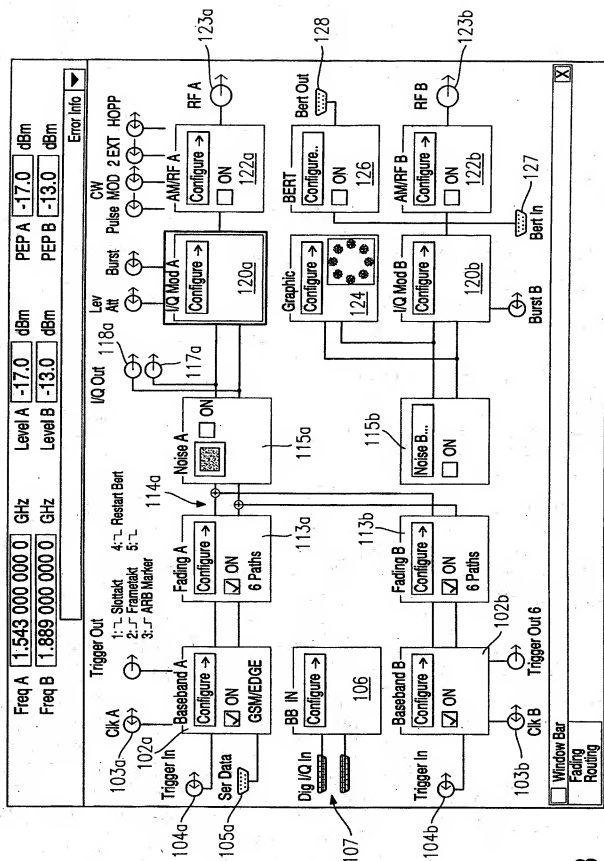 Freq A 1.543 000 000 0 GHz Level A -17.0 dBm PEP A -17.0 dBm
Freq B 1.889 000 000 0 GHz Level B -13.0 dBm PEP B -13.0 dBm
Error Info
Trigger Out
1: Slottakt 4: Restart Bert
2: Frametakt 5:
3: ARB Marker
Clk A
103a
102a
Trigger In
104a
Ser Data
105a
Baseband A
Configure →
ON
GSM/EDGE
Fading A
Configure →
ON
6 Paths
113a
114a
Noise A
ON
115a
I/Q Out
118a
117a
Lev
Att
Burst
I/Q Mod A
Configure →
120a
CW
Pulse MOD 2 EXT HOPP
AM/RF A
Configure →
ON
122a
RF A
123a
Dig I/Q In
107
BB IN
Configure →
106
Graphic
Configure →
124
BERT
Configure..
ON
126
Bert Out
128
Trigger In
104b
Baseband B
Configure →
ON
102b
Clk B
103b
Trigger Out 6
Fading B
Configure →
ON
6 Paths
113b
Noise B...
ON
115b
I/Q Mod B
Configure →
120b
Burst B
AM/RF B
Configure →
ON
122b
RF B
123b
Bert In
127
Window Bar
X
Fading
Routing